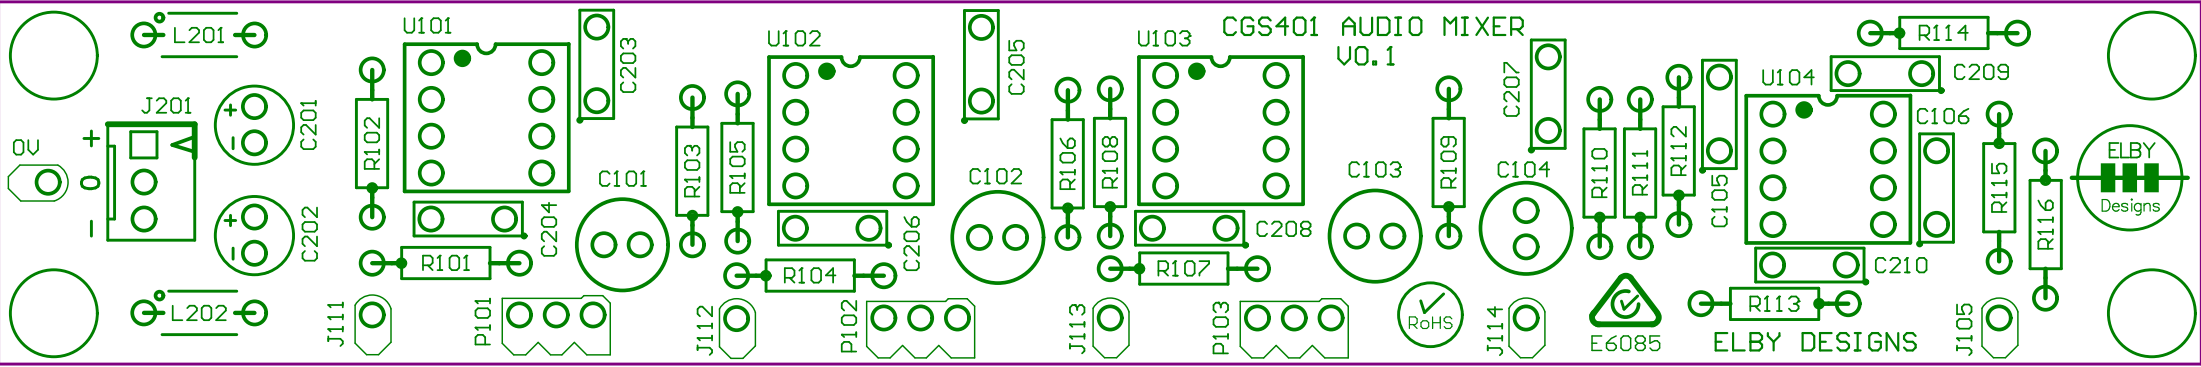 L201
U101
C203
U102
C205
U103
CGS401 AUDIO MIXER
V0.1
C207
R114
C209
U104
J201
C201
+
-
0V
+
0
-
R102
R103
R105
R106
R108
R109
R110
R111
R112
C105
C106
R115
R116
ELBY
Designs
C101
C102
C103
C104
C202
+
-
C204
C206
C208
C210
R101
R104
R107
R113
L202
J111
P101
J112
P102
J113
P103
RoHS
J114
E6085
ELBY DESIGNS
J105